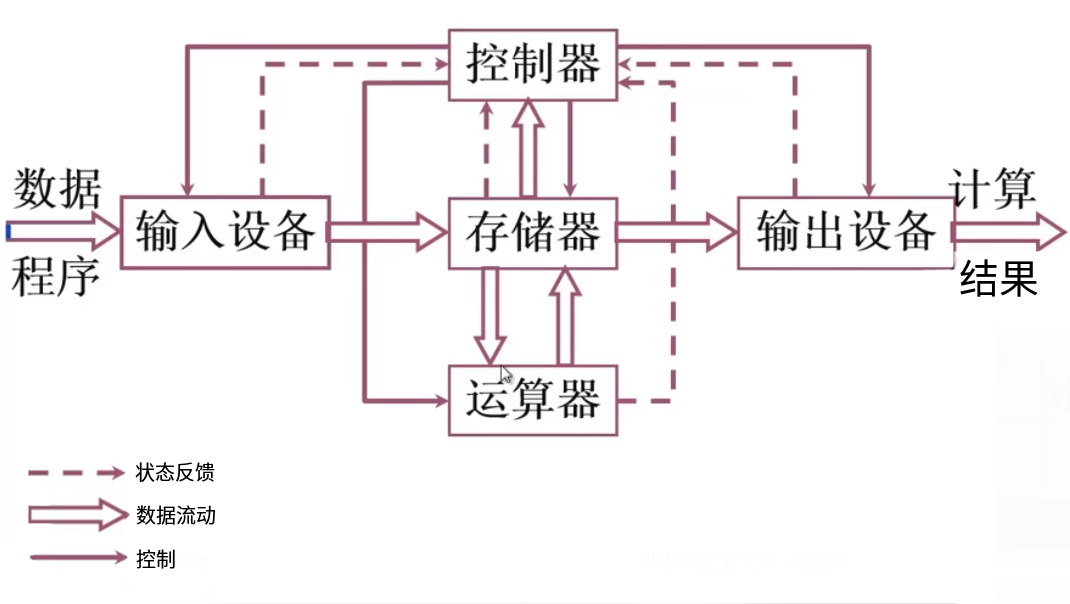 控制器
数据
程序
输入设备
存储器
输出设备
计算
结果
运算器
状态反馈
数据流动
控制